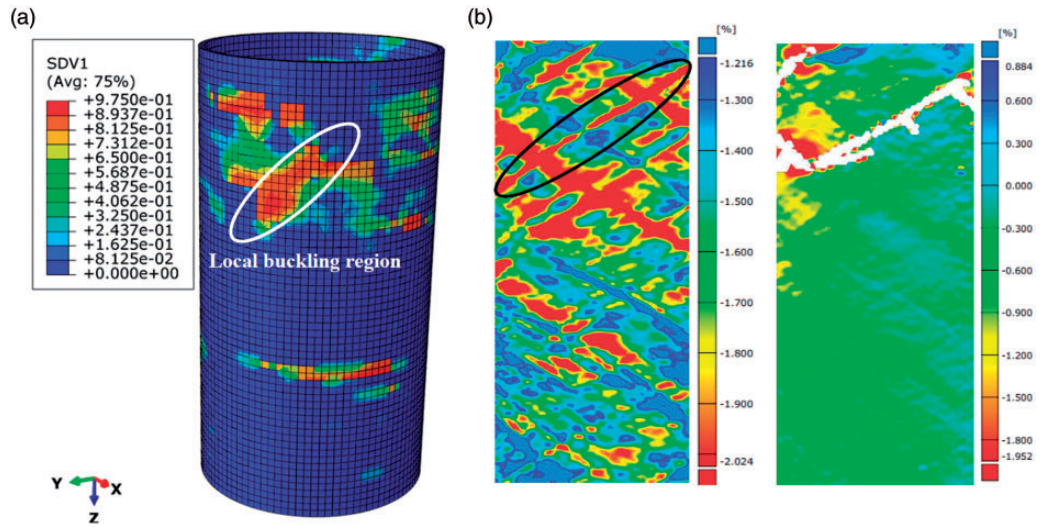 (a)
SDV1
(Avg: 75%)
+9.750e-01
+8.937e-01
+8.125e-01
+7.312e-01
+6.500e-01
+5.687e-01
+4.875e-01
+4.062e-01
+3.250e-01
+2.437e-01
+1.625e-01
+8.125e-02
+0.000e+00
Local buckling region
Y
X
Z
(b)
[%]
-1.216
-1.300
-1.400
-1.500
-1.600
-1.700
-1.800
-1.900
-2.024
[%]
0.884
0.600
0.300
0.000
-0.300
-0.600
-0.900
-1.200
-1.500
-1.800
-1.952